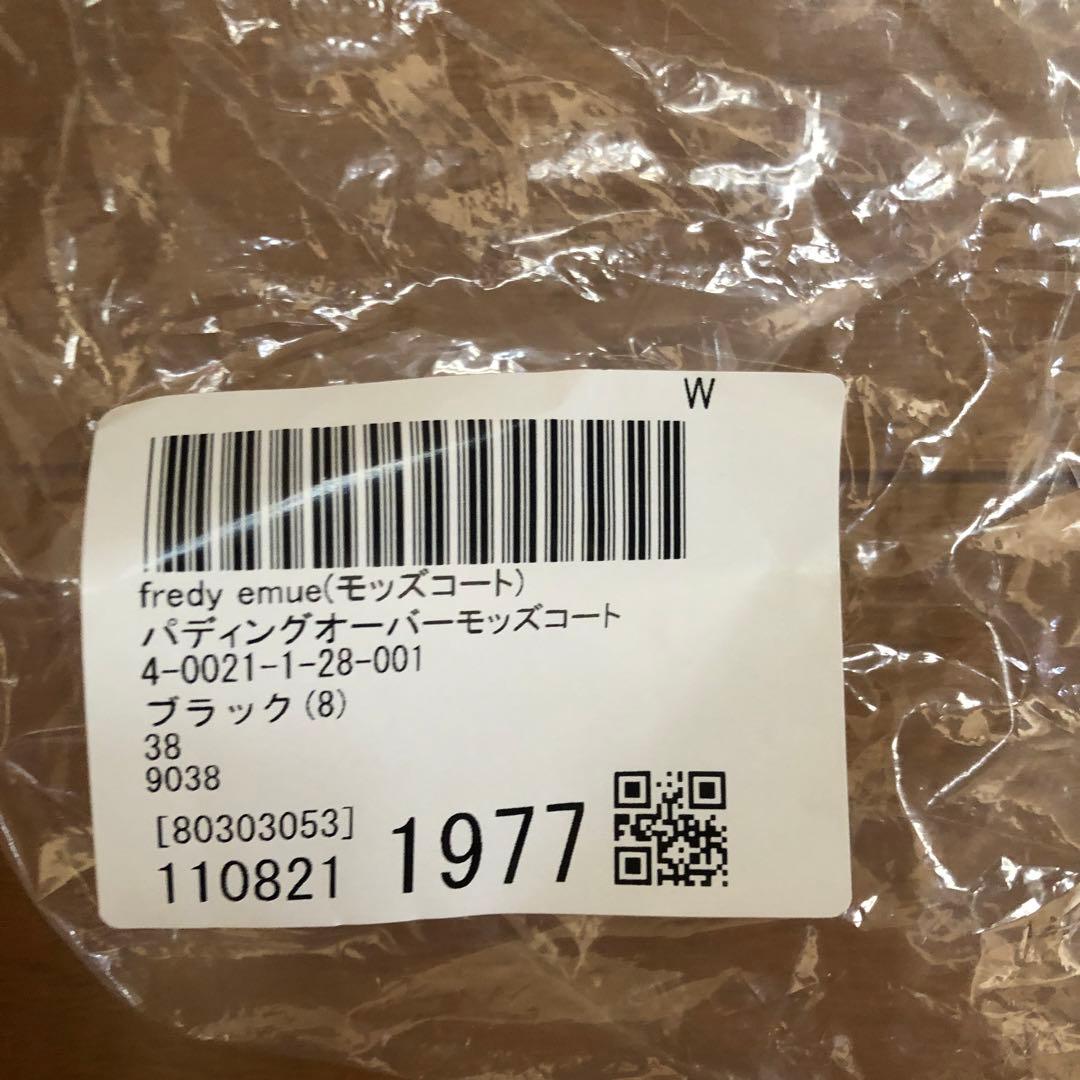 W
fredy emue(モッズコート)
パディングオーバーモッズコート
4-0021-1-28-001
ブラック(8)
38
9038
[80303053]
110821 1977